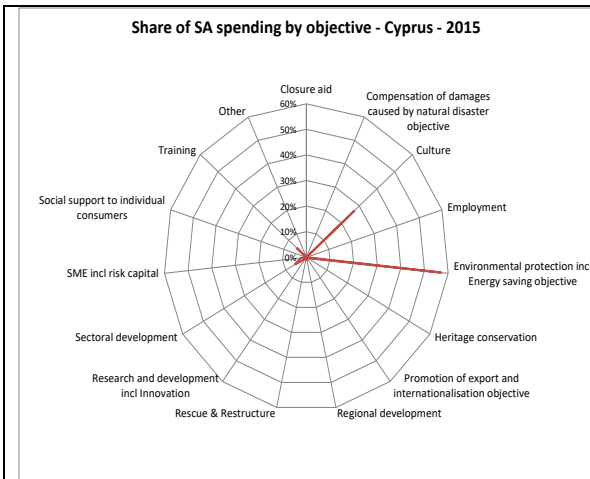 Share of SA spending by objective - Cyprus - 2015
Closure aid
Compensation of damages
caused by natural disaster
objective
Culture
Employment
Environmental protection inc
Energy saving objective
Heritage conservation
Promotion of export and
internationalisation objective
Regional development
Rescue & Restructure
Research and development
incl Innovation
Sectoral development
SME incl risk capital
Social support to individual
consumers
Training
Other
60%
50%
40%
30%
20%
10%
0%